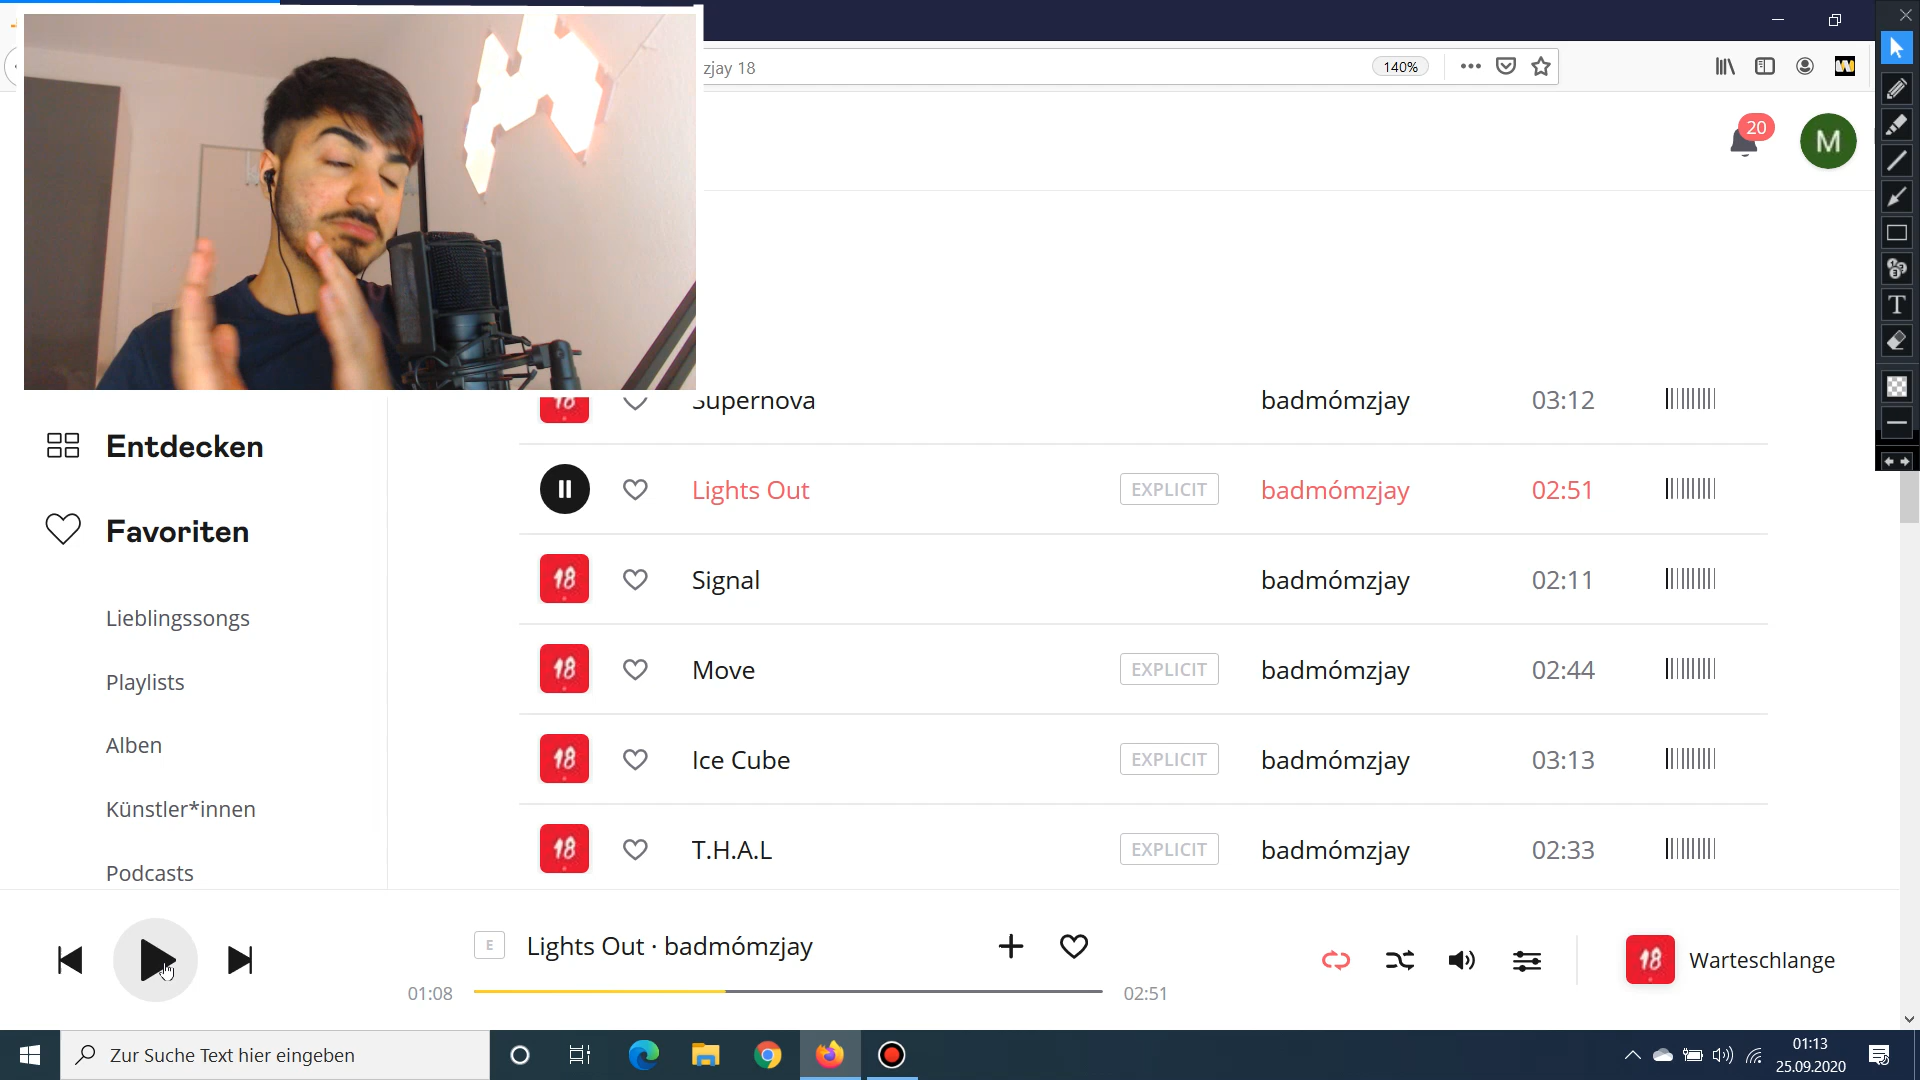 zjay 18
140%
20
M
T
Entdecken
Favoriten
Lieblingssongs
Playlists
Alben
Künstler*innen
Podcasts
18 Supernova badmómzjay 03:12
Lights Out EXPLICIT badmómzjay 02:51
18 Signal badmómzjay 02:11
18 Move EXPLICIT badmómzjay 02:44
18 Ice Cube EXPLICIT badmómzjay 03:13
18 T.H.A.L EXPLICIT badmómzjay 02:33
E Lights Out · badmómzjay
01:08 02:51
18 Warteschlange
Zur Suche Text hier eingeben
01:13
25.09.2020